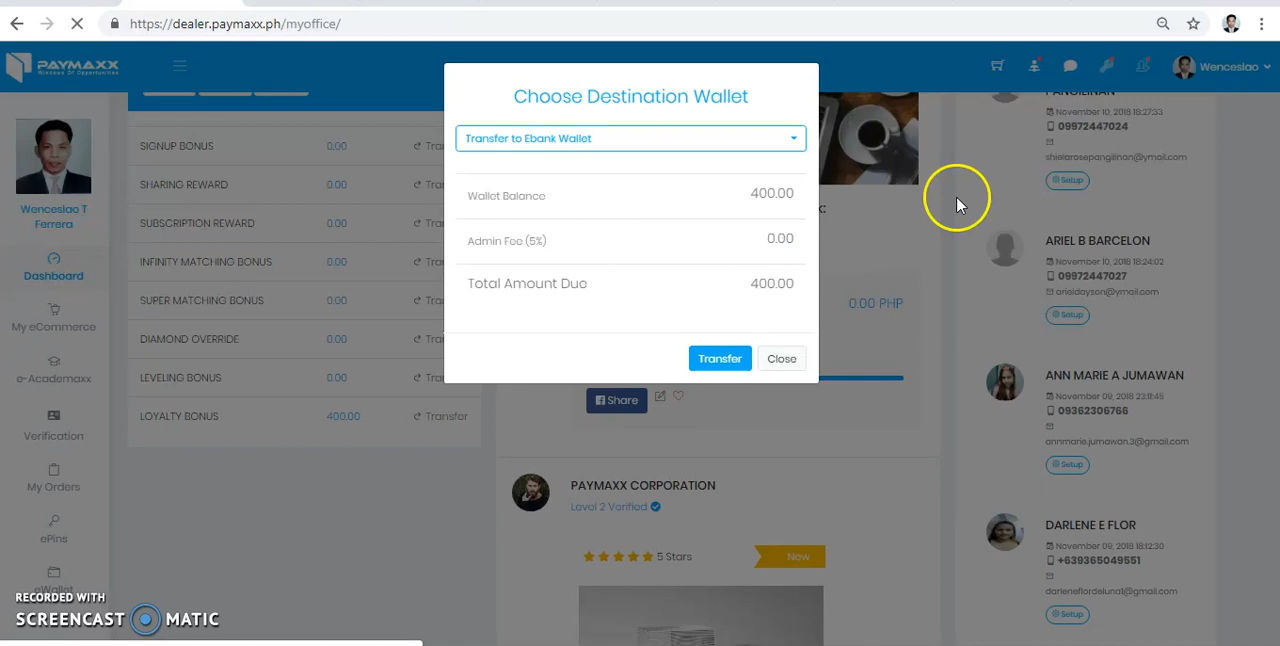 https://dealer.paymaxx.ph/myoffice/
PAYMAXX
Windows Of Opportunities
Wenceslao
Wenceslao T
Ferrera
Dashboard
My eCommerce
e-Academaxx
Verification
My Orders
ePins
eWallet
SIGNUP BONUS 0.00
SHARING REWARD 0.00
SUBSCRIPTION REWARD 0.00
INFINITY MATCHING BONUS 0.00
SUPER MATCHING BONUS 0.00
DIAMOND OVERRIDE 0.00
LEVELING BONUS 0.00
LOYALTY BONUS 400.00 Transfer
Choose Destination Wallet
Transfer to Ebank Wallet
Wallet Balance 400.00
Admin Fee (5%) 0.00
Total Amount Due 400.00
Transfer Close
0.00 PHP
Share
PAYMAXX CORPORATION
Level 2 Verified
5 Stars
Now
PANGILINAN
November 10, 2018 18:27:33
09972447024
shielarosepangilinan@ymail.com
Setup
ARIEL B BARCELON
November 10, 2018 18:24:02
09972447027
arieldayson@ymail.com
Setup
ANN MARIE A JUMAWAN
November 09, 2018 23:11:45
09362306766
annmarie.jumawan.3@gmail.com
Setup
DARLENE E FLOR
November 09, 2018 18:12:30
+639365049551
darleneflordeluna1@gmail.com
Setup
RECORDED WITH
SCREENCAST MATIC